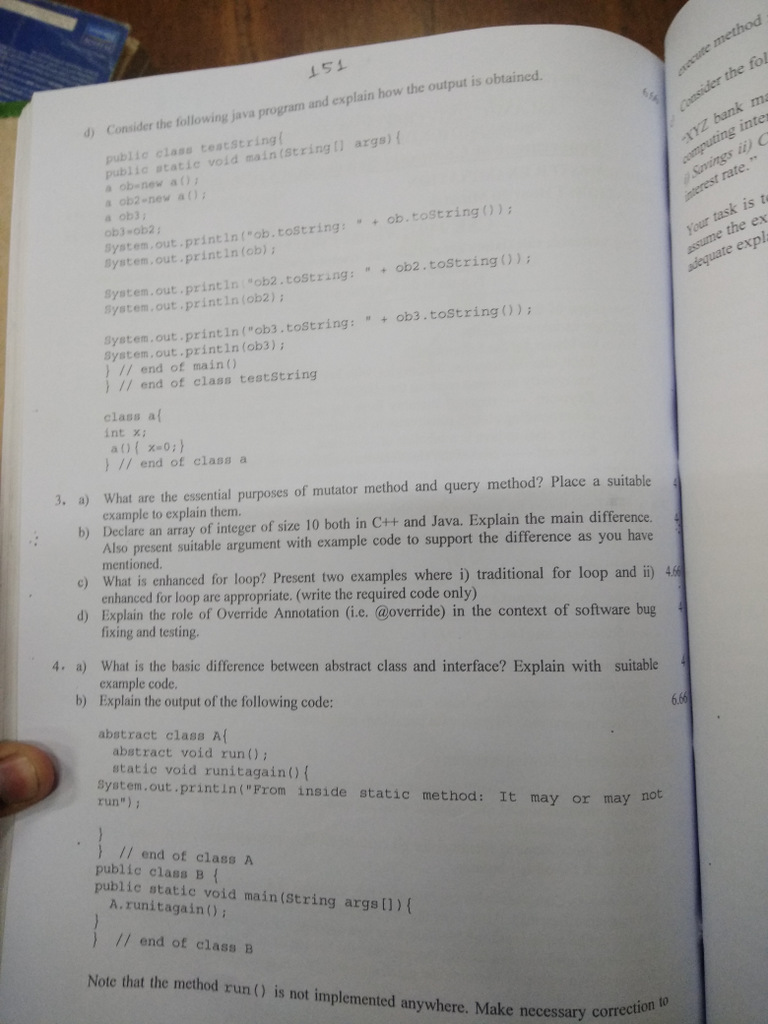 151
d) Consider the following java program and explain how the output is obtained.
6.66
public class testString{
public static void main(String[] args){
a ob=new a();
a ob2=new a();
a ob3;
ob3=ob2;
System.out.println("ob.toString: " + ob.toString());
System.out.println(ob);
System.out.println "ob2.toString: " + ob2.toString());
System.out.println(ob2);
System.out.println("ob3.toString: " + ob3.toString());
System.out.println(ob3);
} // end of main()
} // end of class testString
class a{
int x;
a(){ x=0;}
} // end of class a
3. a) What are the essential purposes of mutator method and query method? Place a suitable 4
example to explain them.
b) Declare an array of integer of size 10 both in C++ and Java. Explain the main difference. 4
Also present suitable argument with example code to support the difference as you have
mentioned.
c) What is enhanced for loop? Present two examples where i) traditional for loop and ii) 4.66
enhanced for loop are appropriate. (write the required code only)
d) Explain the role of Override Annotation (i.e. @override) in the context of software bug 4
fixing and testing.
4. a) What is the basic difference between abstract class and interface? Explain with suitable 4
example code.
b) Explain the output of the following code: 6.66
abstract class A{
abstract void run();
static void runitagain(){
System.out.println("From inside static method: It may or may not
run");
}
} // end of class A
public class B {
public static void main(String args[]){
A.runitagain();
}
} // end of class B
Note that the method run() is not implemented anywhere. Make necessary correction to
execute method
Consider the fol
"XYZ bank ma
computing inter
i) Savings ii) C
interest rate."
Your task is t
assume the ex
adequate expla